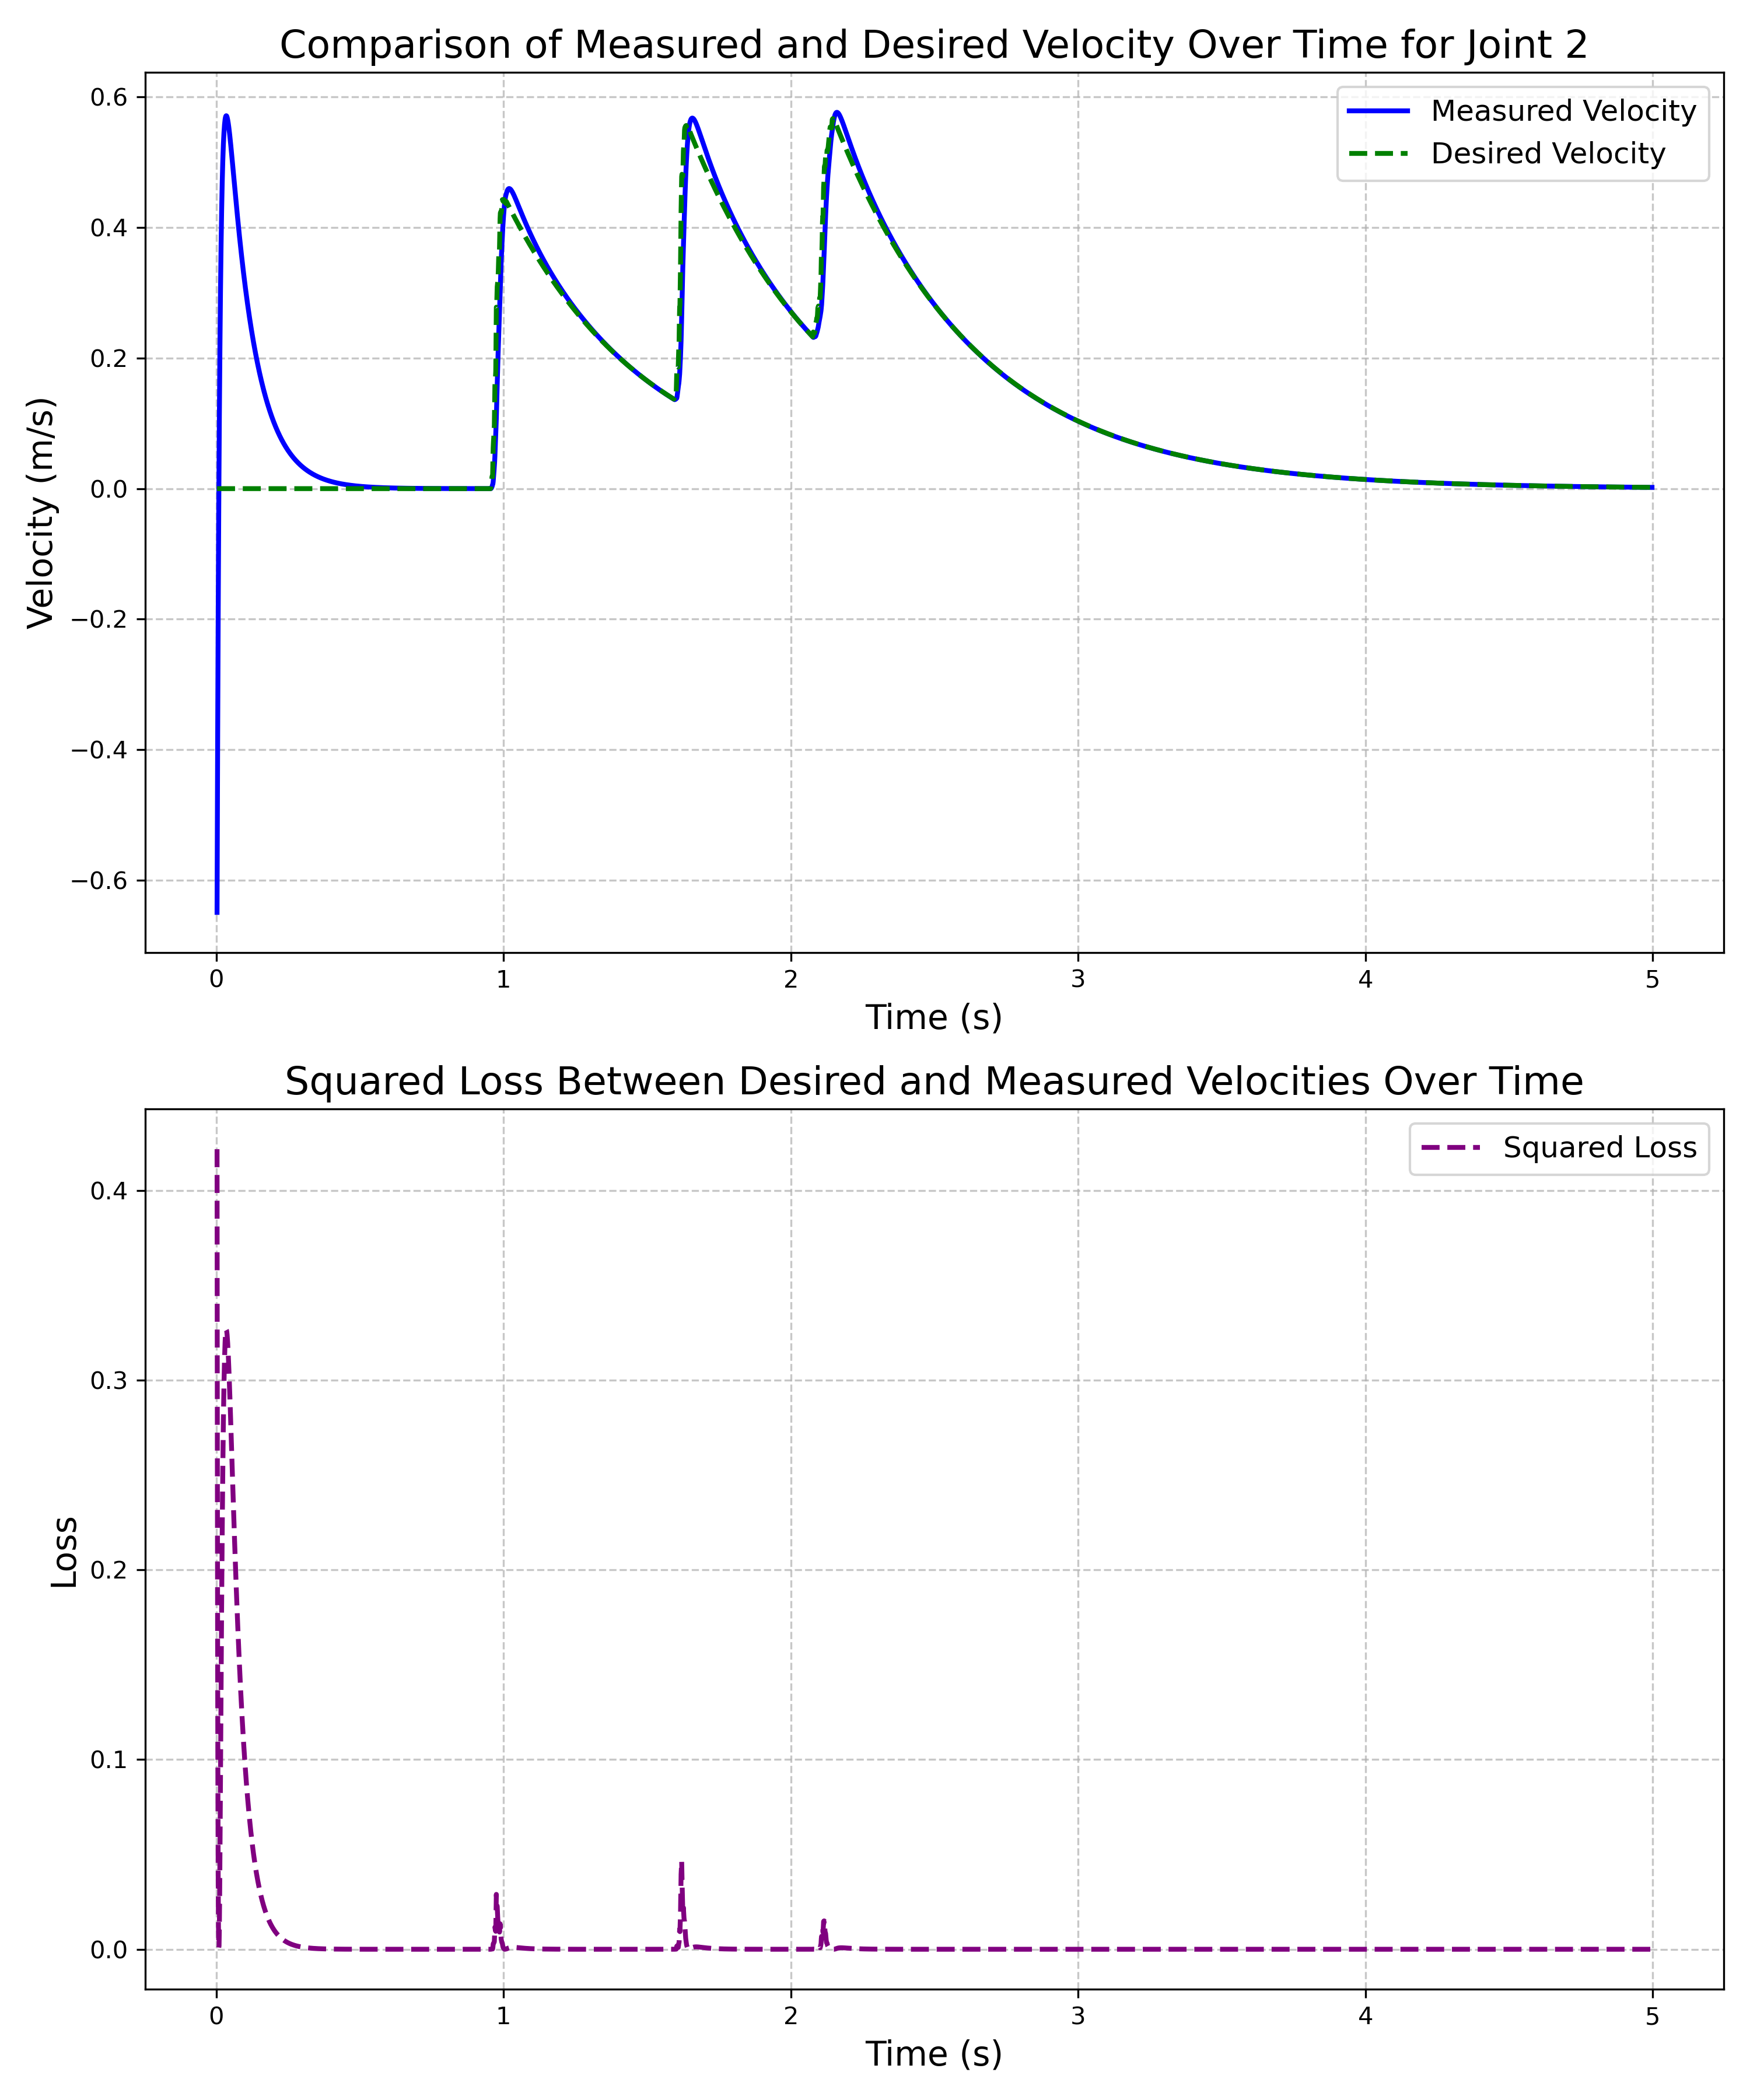 Comparison of Measured and Desired Velocity Over Time for Joint 2
Measured Velocity
Desired Velocity
Velocity (m/s)
0.6
0.4
0.2
0.0
−0.2
−0.4
−0.6
0 1 2 3 4 5
Time (s)
Squared Loss Between Desired and Measured Velocities Over Time
Squared Loss
Loss
0.4
0.3
0.2
0.1
0.0
0 1 2 3 4 5
Time (s)